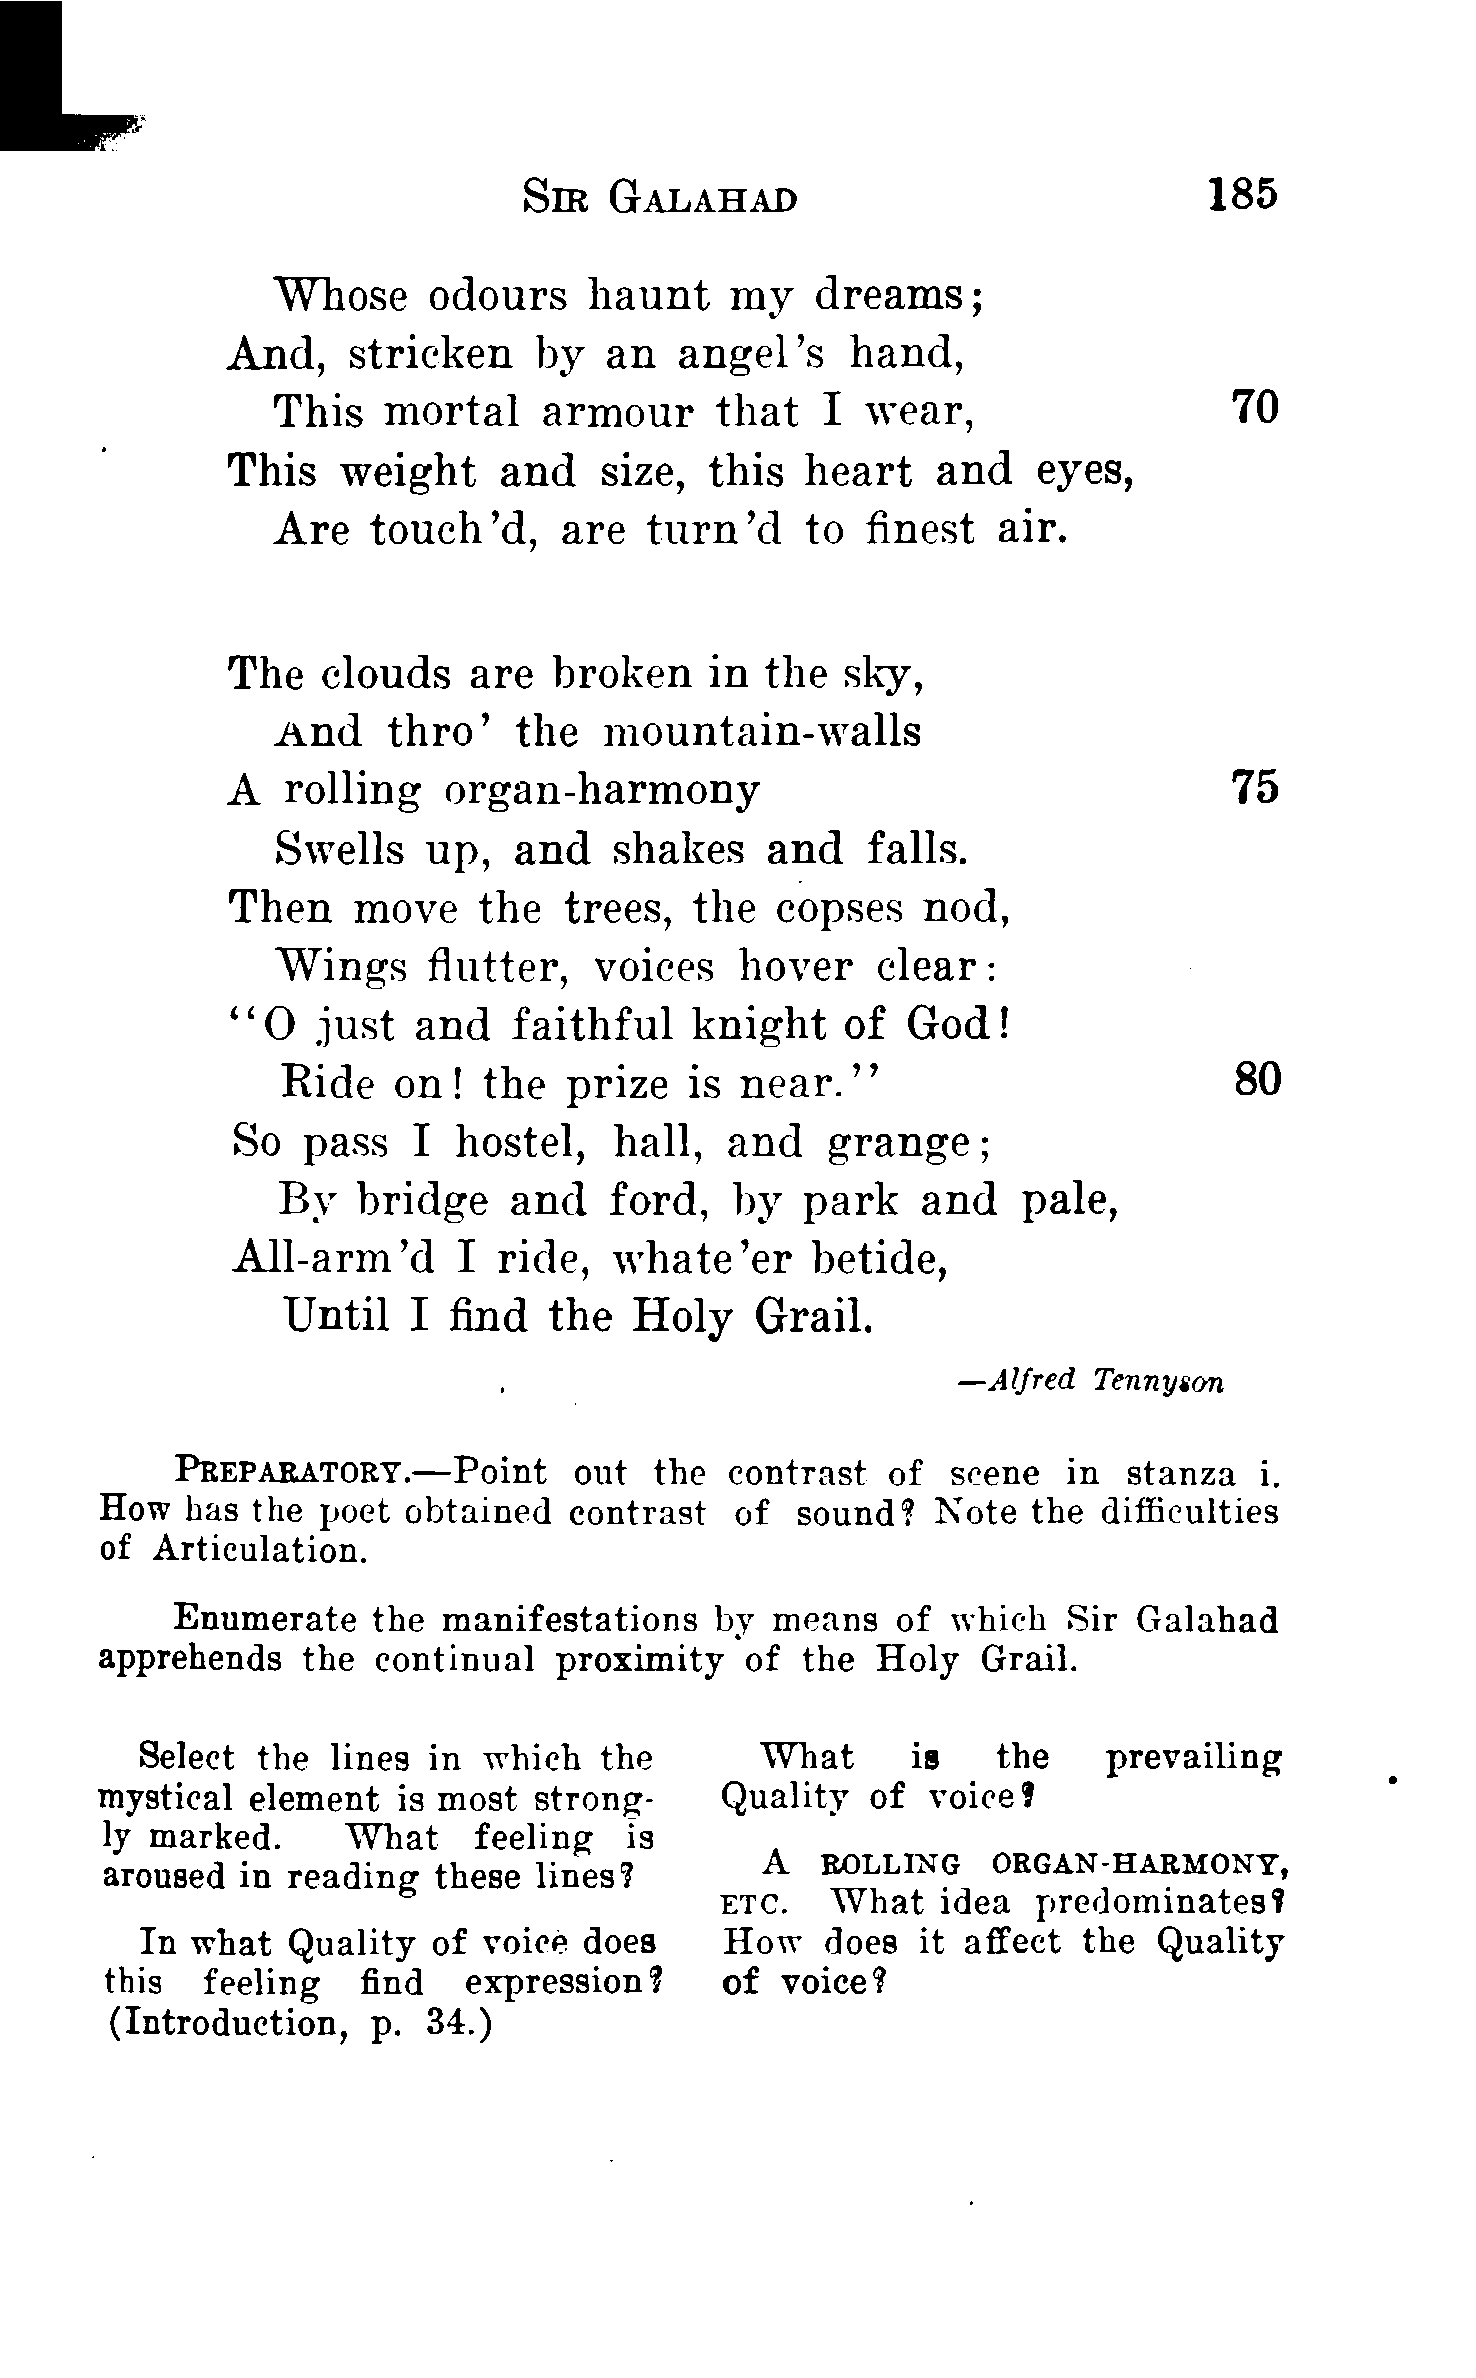 SIR GALAHAD 185
Whose odours haunt my dreams;
And, stricken by an angel's hand,
This mortal armour that I wear, 70
This weight and size, this heart and eyes,
Are touch'd, are turn'd to finest air.
The clouds are broken in the sky,
And thro' the mountain-walls
A rolling organ-harmony 75
Swells up, and shakes and falls.
Then move the trees, the copses nod,
Wings flutter, voices hover clear:
"O just and faithful knight of God!
Ride on! the prize is near." 80
So pass I hostel, hall, and grange;
By bridge and ford, by park and pale,
All-arm'd I ride, whate'er betide,
Until I find the Holy Grail.
—Alfred Tennyson
PREPARATORY.—Point out the contrast of scene in stanza i.
How has the poet obtained contrast of sound? Note the difficulties
of Articulation.
Enumerate the manifestations by means of which Sir Galahad
apprehends the continual proximity of the Holy Grail.
Select the lines in which the
mystical element is most strong-
ly marked. What feeling is
aroused in reading these lines?
In what Quality of voice does
this feeling find expression?
(Introduction, p. 34.)
What is the prevailing
Quality of voice?
A ROLLING ORGAN-HARMONY,
ETC. What idea predominates?
How does it affect the Quality
of voice?